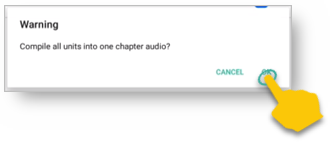 Warning
Compile all units into one chapter audio?
CANCEL